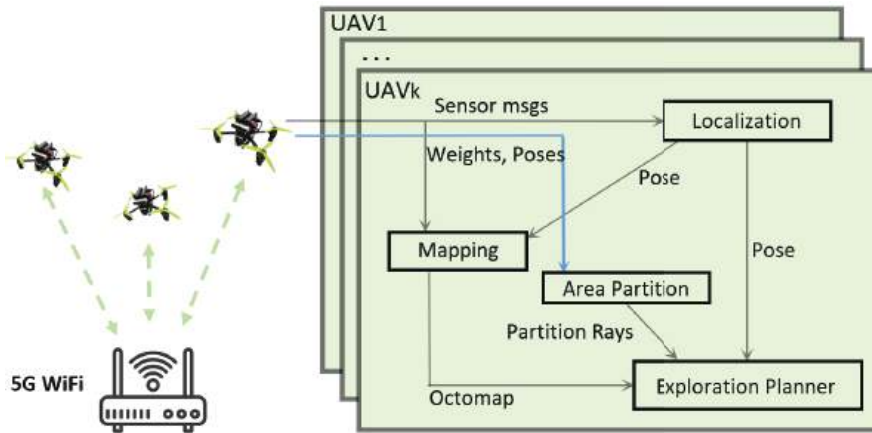 UAV1
...
UAVk
Sensor msgs
Localization
Weights, Poses
Pose
Mapping
Pose
Area Partition
Partition Rays
5G WiFi
Octomap
Exploration Planner